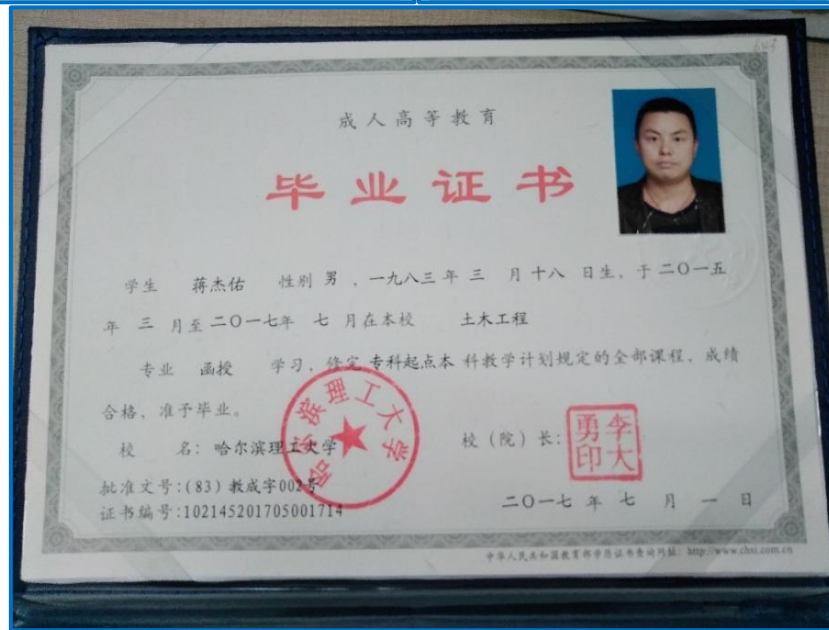 成人高等教育
毕业证书
学生 蒋杰佑 性别 男 ，一九八三 年 三 月 十八 日生，于 二〇一五
年 三 月至 二〇一七年 七 月在本校 土木工程
专业 函授 学习，修完 专科起点本 科教学计划规定的全部课程，成绩
合格，准予毕业。
校 名：哈尔滨理工大学
校（院）长：
李大勇印
哈尔滨理工大学
批准文号：(83）教成字002号
证书编号：102145201705001714
二〇一七 年 七 月 一 日
中华人民共和国教育部学历证书查询网址：http://www.chsi.com.cn